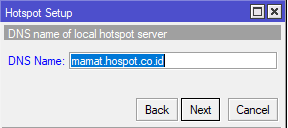 Hotspot Setup
DNS name of local hotspot server
DNS Name: mamat.hospot.co.id
Back Next Cancel